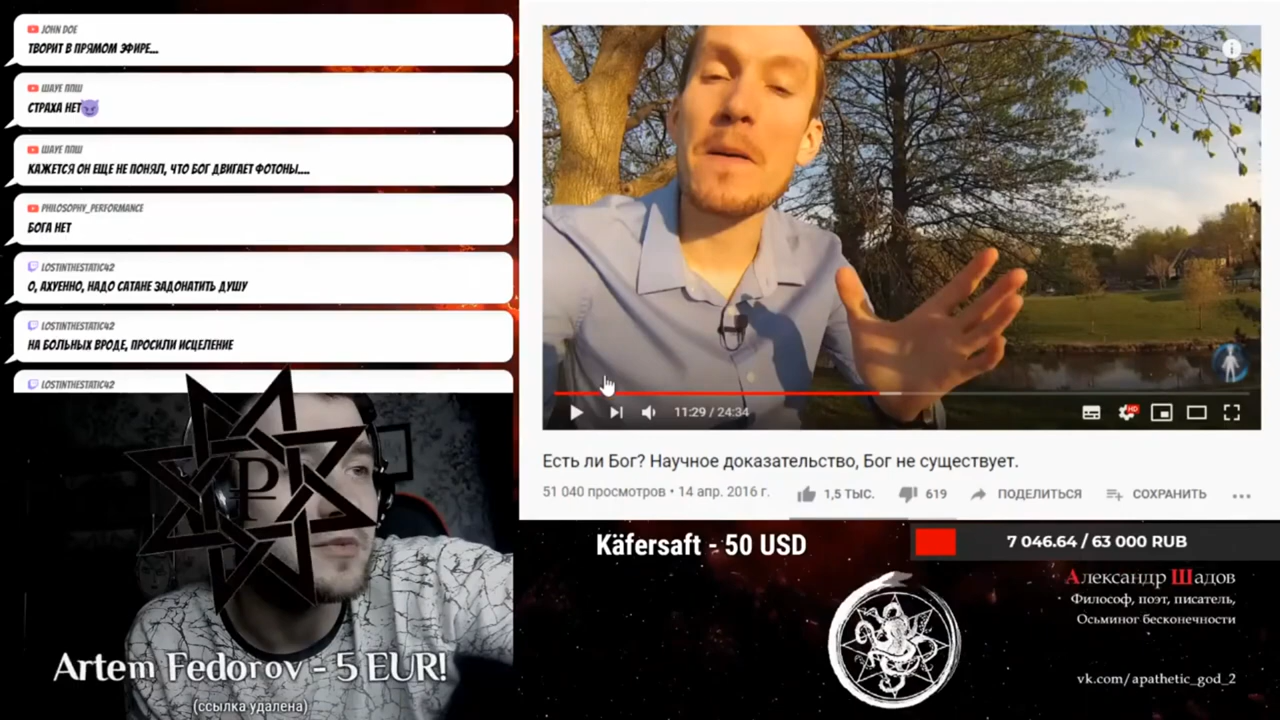 JOHN DOE
ТВОРИТ В ПРЯМОМ ЭФИРЕ...
ШАУЕ ППШ
СТРАХА НЕТ
ШАУЕ ППШ
КАЖЕТСЯ ОН ЕЩЕ НЕ ПОНЯЛ, ЧТО БОГ ДВИГАЕТ ФОТОНЫ....
PHILOSOPHY_PERFORMANCE
БОГА НЕТ
LOSTINTHESTATIC42
О, АХУЕННО, НАДО САТАНЕ ЗАДОНАТИТЬ ДУШУ
LOSTINTHESTATIC42
НА БОЛЬНЫХ ВРОДЕ, ПРОСИЛИ ИСЦЕЛЕНИЕ
LOSTINTHESTATIC42
₽
Artem Fedorov - 5 EUR!
(ссылка удалена)
11:29 / 24:34
HD
Есть ли Бог? Научное доказательство, Бог не существует.
51 040 просмотров • 14 апр. 2016 г.
1,5 ТЫС.
619
ПОДЕЛИТЬСЯ
СОХРАНИТЬ
Käfersaft - 50 USD
7 046.64 / 63 000 RUB
Александр Шадов
Философ, поэт, писатель,
Осьминог бесконечности
vk.com/apathetic_god_2